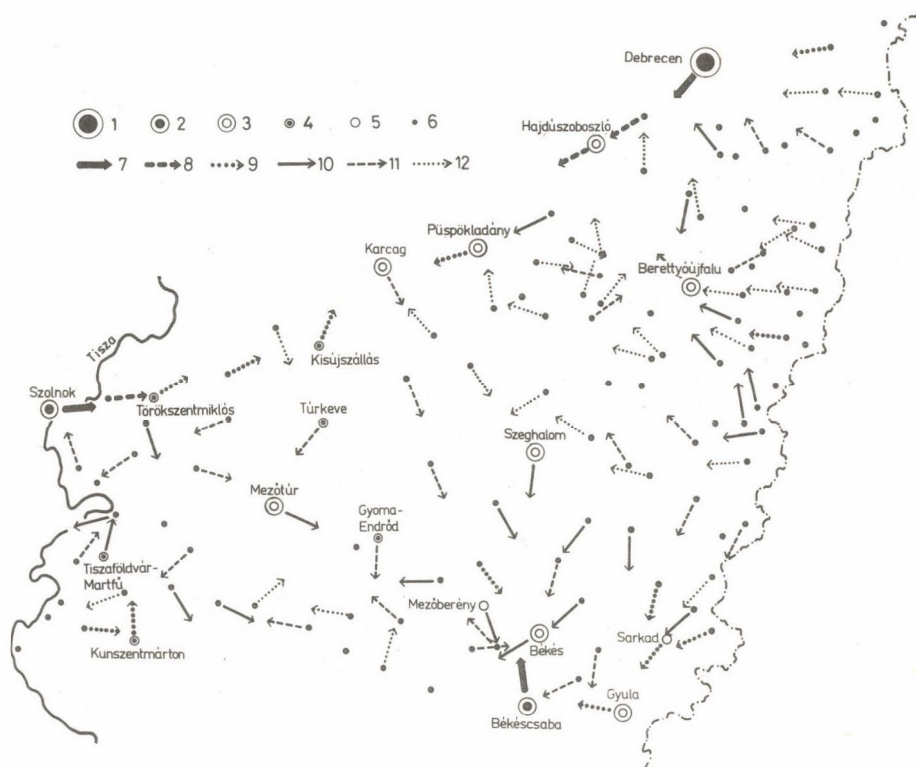 Debrecen
1 2 3 4 5 6
7 8 9 10 11 12
Hajdúszoboszló
Püspökladány
Karcag
Berettyóújfalu
Tisza
Kisújszállás
Szolnok
Törökszentmiklós
Túrkeve
Szeghalom
Mezőtúr
Gyoma-
Endrőd
Tiszaföldvár-
Martfű
Mezőberény
Kunszentmárton
Békés
Sarkad
Gyula
Békéscsaba